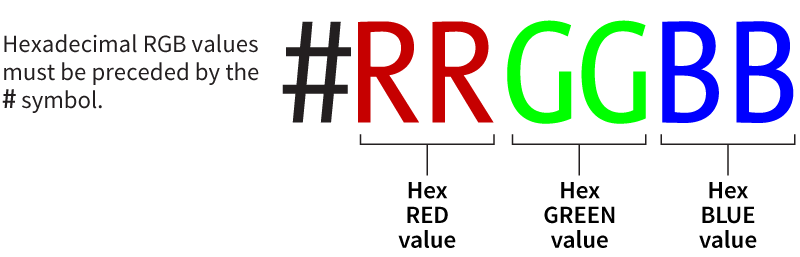 Hexadecimal RGB values
must be preceded by the
# symbol.
#RRGGBB
Hex
RED
value
Hex
GREEN
value
Hex
BLUE
value